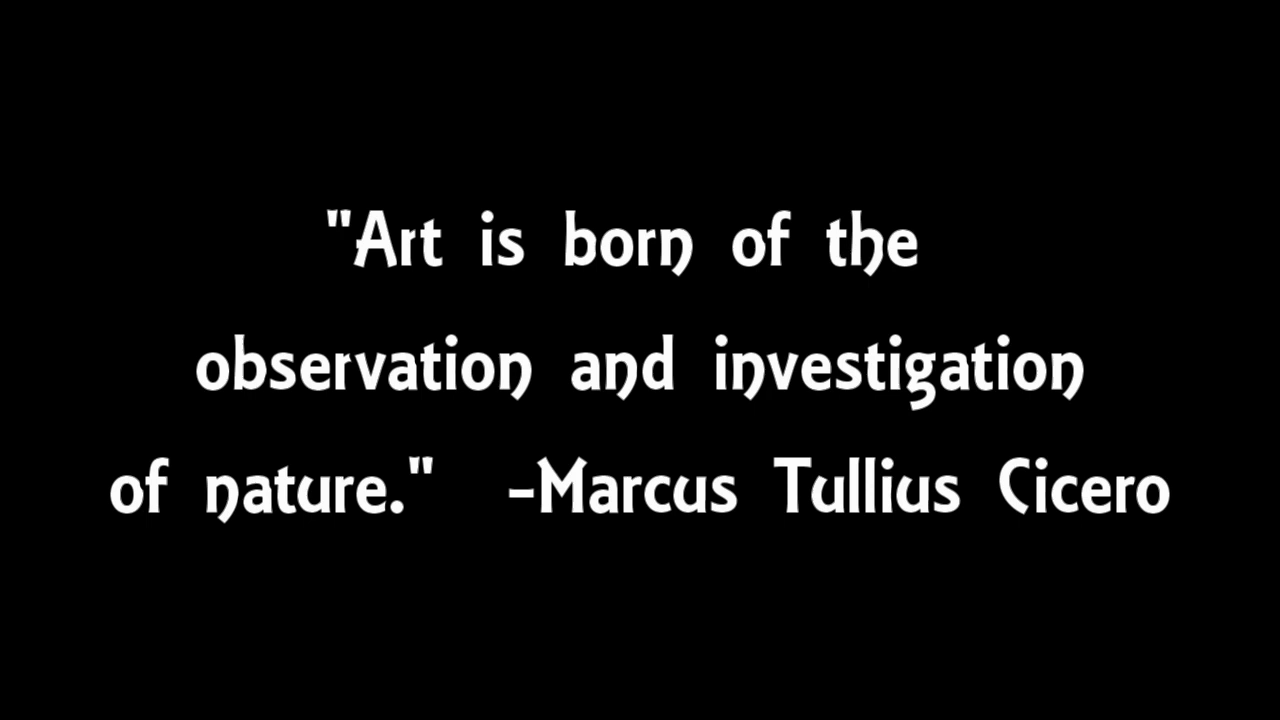 "Art is born of the
observation and investigation
of nature." -Marcus Tullius Cicero